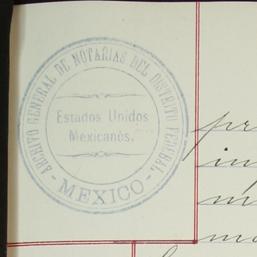 ARCHIVO GENERAL DE NOTARIAS DEL DISTRITO FEDERAL
Estados Unidos
Mexicanos.
- MEXICO -